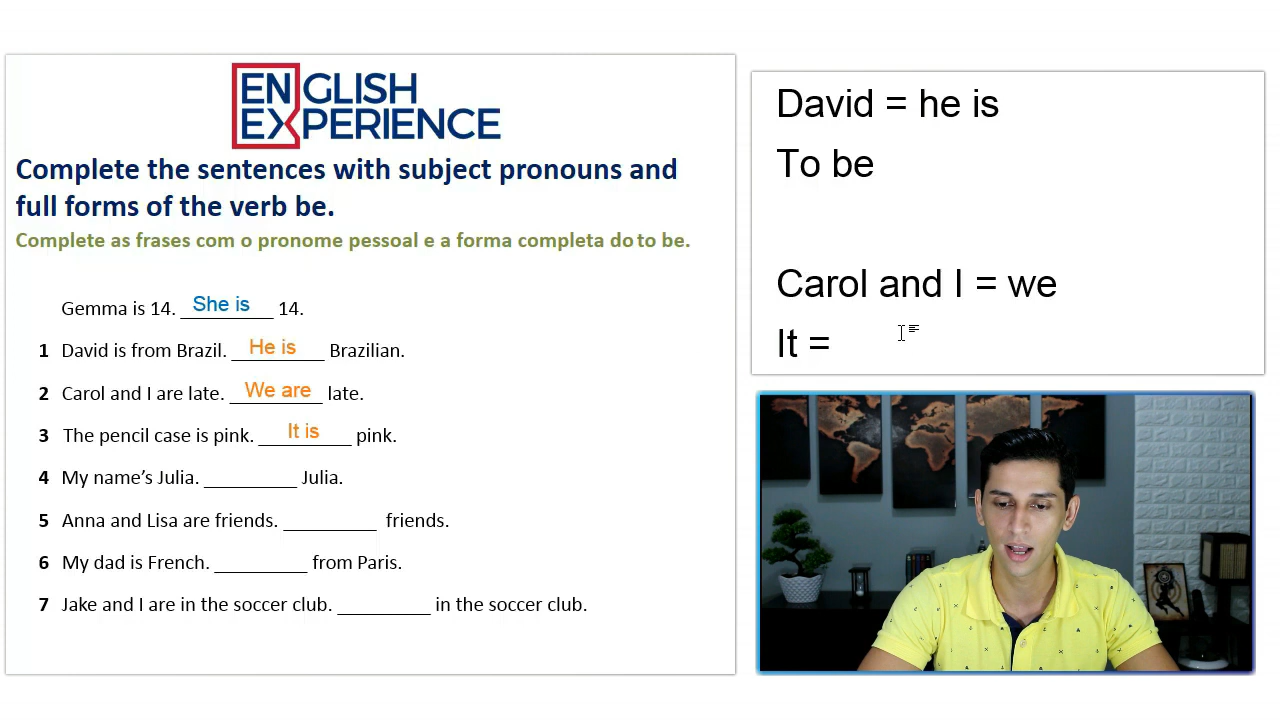 ENGLISH
EXPERIENCE
Complete the sentences with subject pronouns and
full forms of the verb be.
Complete as frases com o pronome pessoal e a forma completa do to be.
Gemma is 14. She is 14.
1 David is from Brazil. He is Brazilian.
2 Carol and I are late. We are late.
3 The pencil case is pink. It is pink.
4 My name's Julia. _________ Julia.
5 Anna and Lisa are friends. _________ friends.
6 My dad is French. _________ from Paris.
7 Jake and I are in the soccer club. _________ in the soccer club.
David = he is
To be
Carol and I = we
It =